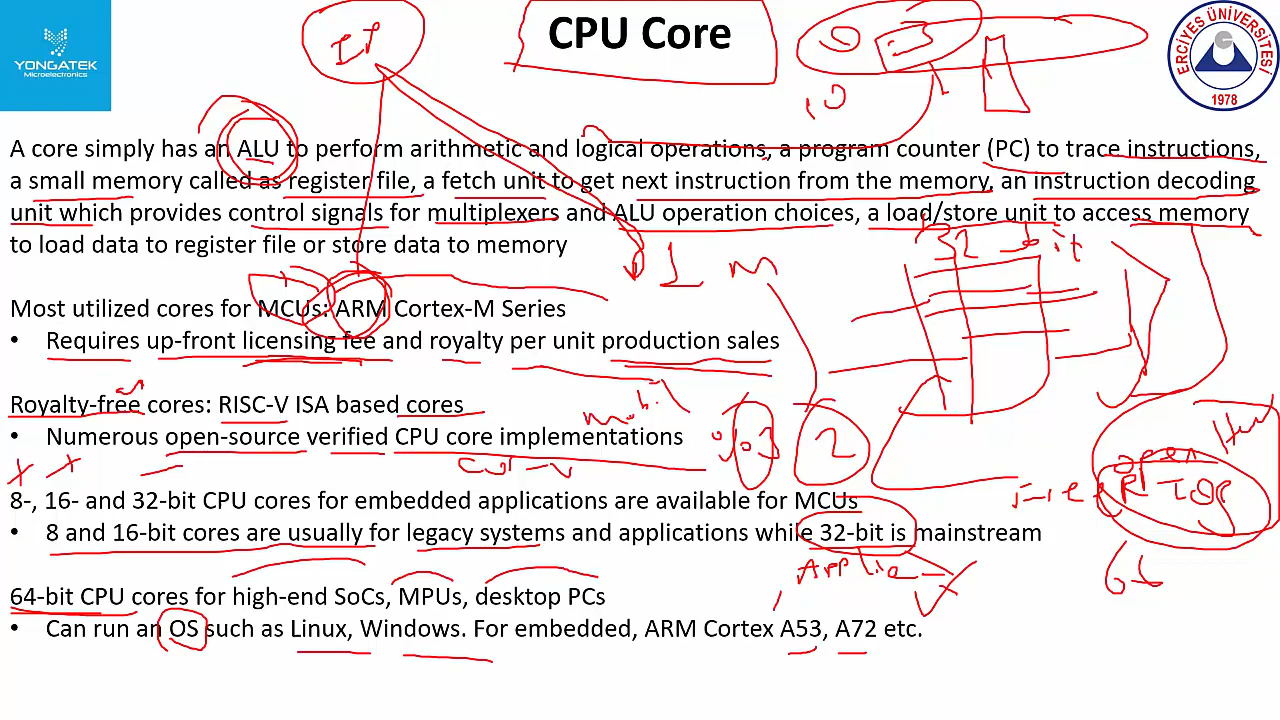 YONGATEK
Microelectronics
CPU Core
ERCİYES ÜNİVERSİTESİ
1978
IP
10
A core simply has an ALU to perform arithmetic and logical operations, a program counter (PC) to trace instructions,
a small memory called as register file, a fetch unit to get next instruction from the memory, an instruction decoding
unit which provides control signals for multiplexers and ALU operation choices, a load/store unit to access memory
to load data to register file or store data to memory
32 bit
1 M
Most utilized cores for MCUs: ARM Cortex-M Series
• Requires up-front licensing fee and royalty per unit production sales
Royalty-free cores: RISC-V ISA based cores
• Numerous open-source verified CPU core implementations
2
open
8-, 16- and 32-bit CPU cores for embedded applications are available for MCUs
• 8 and 16-bit cores are usually for legacy systems and applications while 32-bit is mainstream
64-bit CPU cores for high-end SoCs, MPUs, desktop PCs
• Can run an OS such as Linux, Windows. For embedded, ARM Cortex A53, A72 etc.